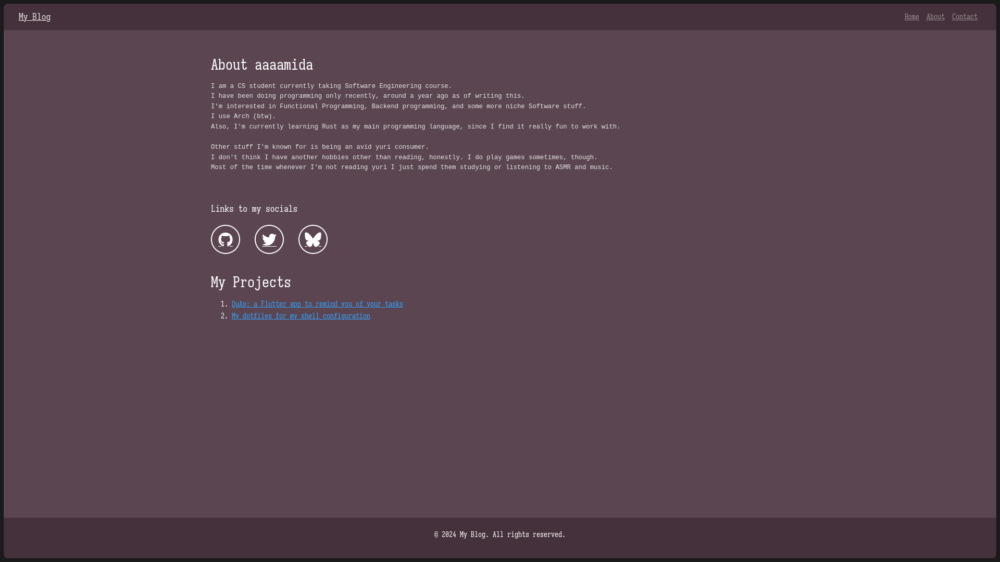 My Blog
Home About Contact
About aaaamida
I am a CS student currently taking Software Engineering course.
I have been doing programming only recently, around a year ago as of writing this.
I'm interested in Functional Programming, Backend programming, and some more niche Software stuff.
I use Arch (btw).
Also, I'm currently learning Rust as my main programming language, since I find it really fun to work with.
Other stuff I'm known for is being an avid yuri consumer.
I don't think I have another hobbies other than reading, honestly. I do play games sometimes, though.
Most of the time whenever I'm not reading yuri I just spend them studying or listening to ASMR and music.
Links to my socials
My Projects
1. QuAs: a Flutter app to remind you of your tasks
2. My dotfiles for my shell configuration
© 2024 My Blog. All rights reserved.